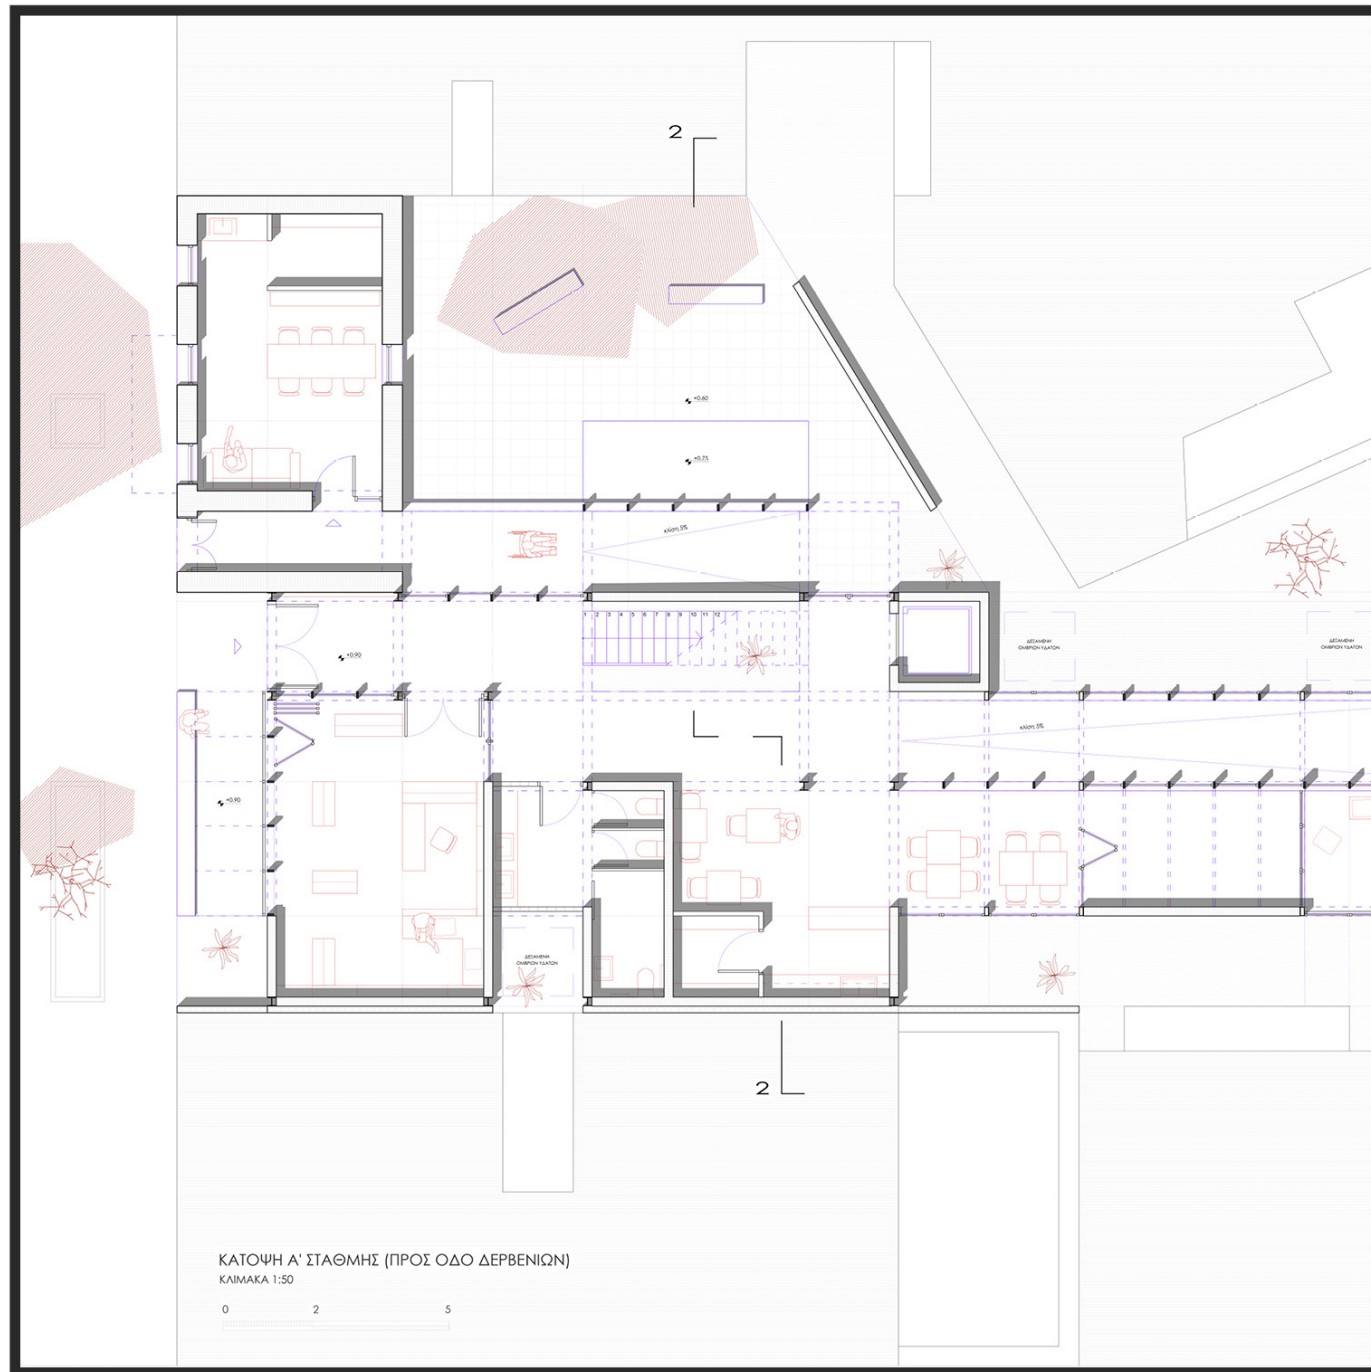 2
+0.60
+0.75
κλίση 5%
1 2 3 4 5 6 7 8 9 10 11 12
+0.90
ΔΕΞΑΜΕΝΗ
ΟΜΒΡΙΩΝ ΥΔΑΤΩΝ
ΔΕΞΑΜΕΝΗ
ΟΜΒΡΙΩΝ ΥΔΑΤΩΝ
κλίση 5%
+0.90
ΔΕΞΑΜΕΝΗ
ΟΜΒΡΙΩΝ ΥΔΑΤΩΝ
2
ΚΑΤΟΨΗ Α' ΣΤΑΘΜΗΣ (ΠΡΟΣ ΟΔΟ ΔΕΡΒΕΝΙΩΝ)
ΚΛΙΜΑΚΑ 1:50
0 2 5